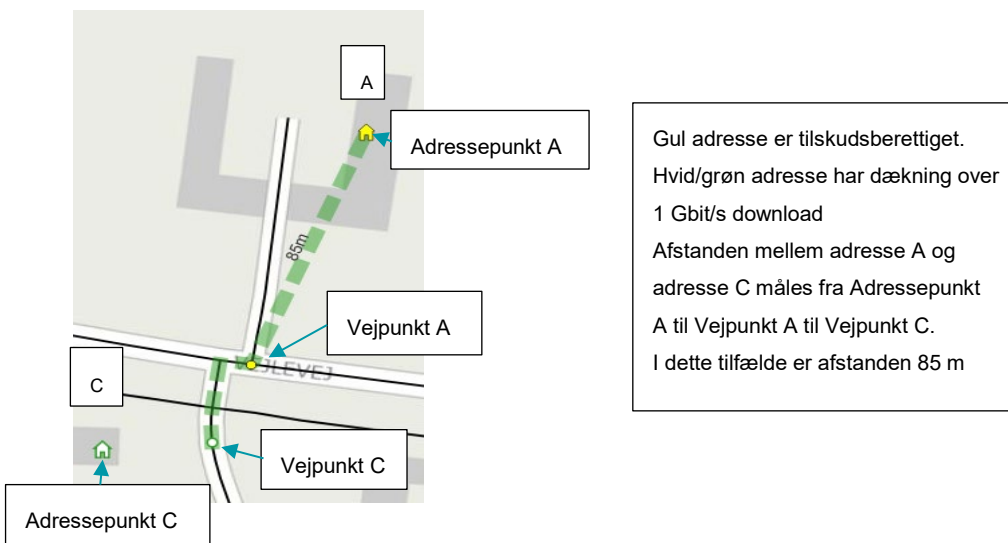 A
Adressepunkt A
85m
Vejpunkt A
VEJLEVEJ
C
Vejpunkt C
Adressepunkt C
Gul adresse er tilskudsberettiget.
Hvid/grøn adresse har dækning over
1 Gbit/s download
Afstanden mellem adresse A og
adresse C måles fra Adressepunkt
A til Vejpunkt A til Vejpunkt C.
I dette tilfælde er afstanden 85 m